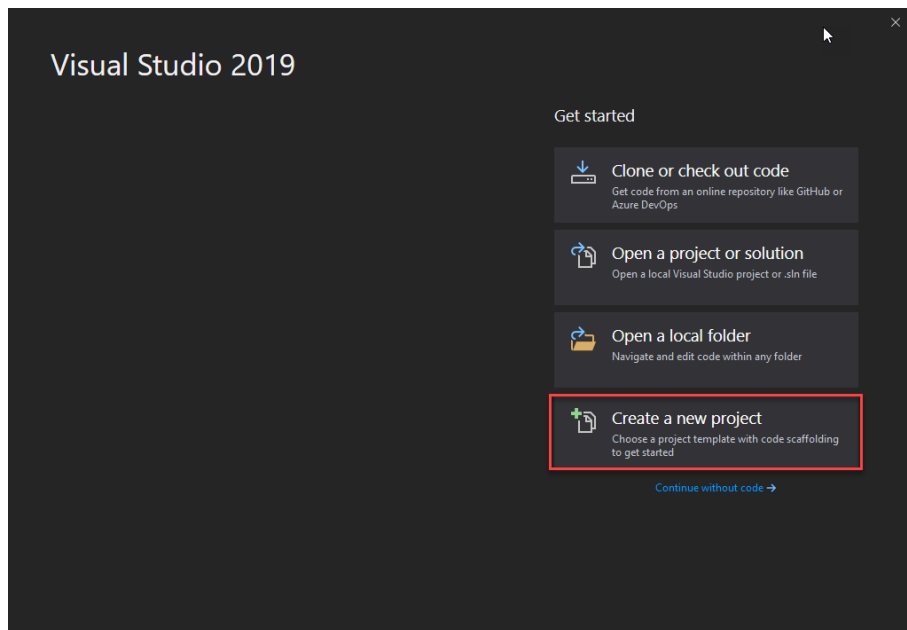 Visual Studio 2019
Get started
Clone or check out code
Get code from an online repository like GitHub or
Azure DevOps
Open a project or solution
Open a local Visual Studio project or .sln file
Open a local folder
Navigate and edit code within any folder
Create a new project
Choose a project template with code scaffolding
to get started
Continue without code →